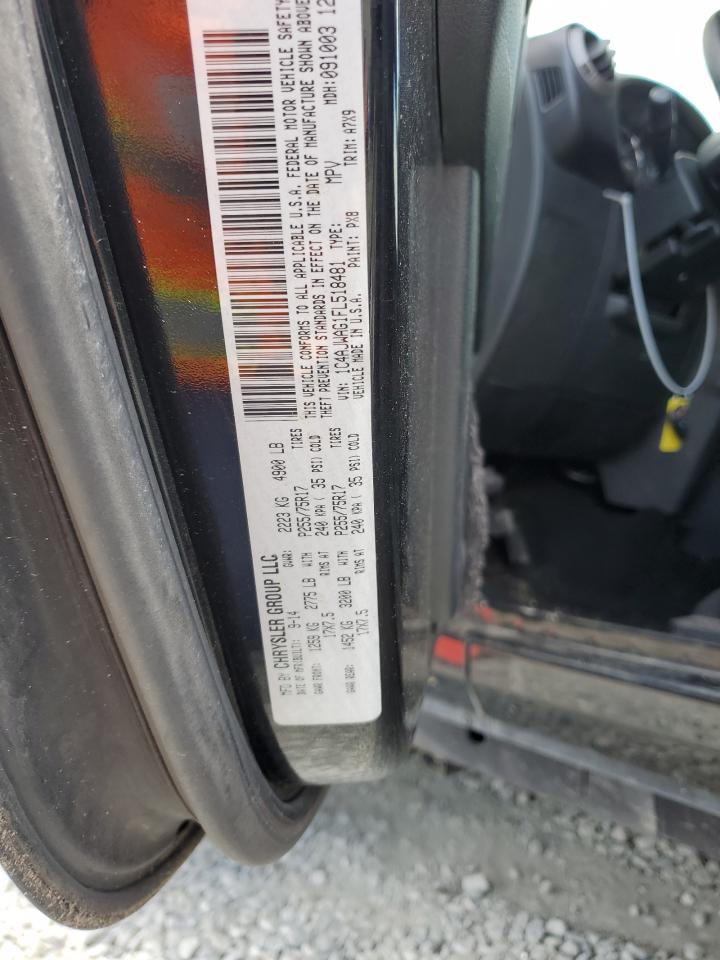 MFD BY: CHRYSLER GROUP LLC
DATE OF MFR(BUILT): 9-14 GVWR: 2223 KG 4900 LB
GAWR FRONT: 1259 KG 2775 LB WITH P255/75R17 TIRES
17X7.5 RIMS AT 240 KPA ( 35 PSI) COLD
GAWR REAR: 1452 KG 3200 LB WITH P255/75R17 TIRES
17X7.5 RIMS AT 240 KPA ( 35 PSI) COLD
THIS VEHICLE CONFORMS TO ALL APPLICABLE U.S.A. FEDERAL MOTOR VEHICLE SAFETY
THEFT PREVENTION STANDARDS IN EFFECT ON THE DATE OF MANUFACTURE SHOWN ABOVE
VIN: 1C4AJWAG1FL518481 TYPE: MPV MDH:091003 12
VEHICLE MADE IN U.S.A. PAINT: PX8 TRIM: A7X9